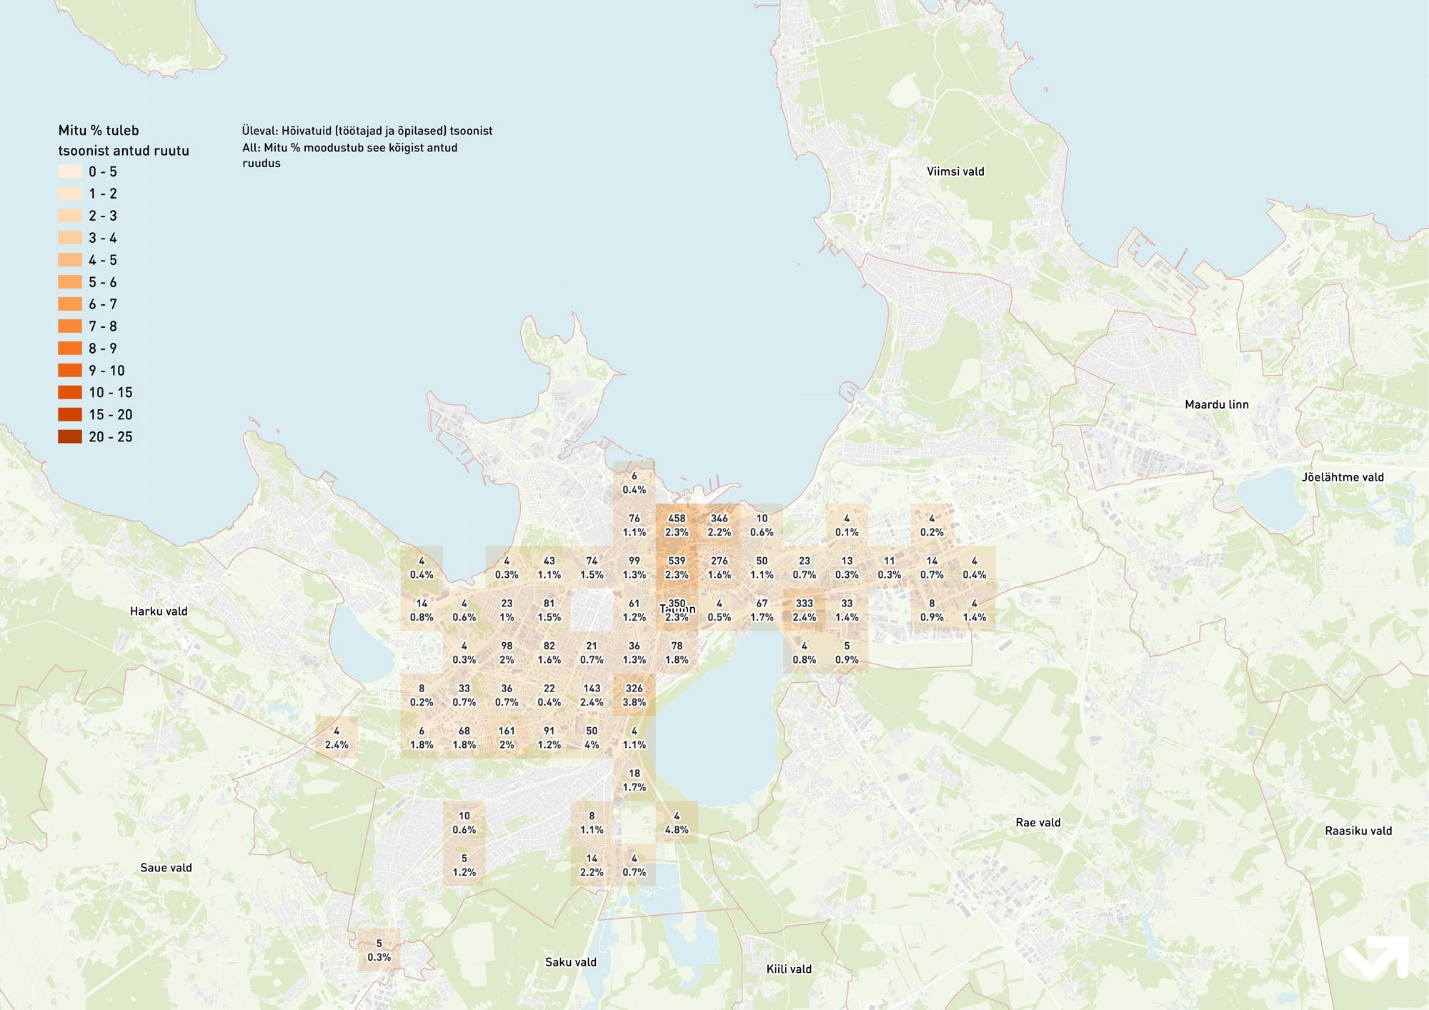 Mitu % tuleb
tsoonist antud ruutu
0 - 5
1 - 2
2 - 3
3 - 4
4 - 5
5 - 6
6 - 7
7 - 8
8 - 9
9 - 10
10 - 15
15 - 20
20 - 25
Üleval: Hõivatuid (töötajad ja õpilased) tsoonist
All: Mitu % moodustub see kõigist antud
ruudus
Viimsi vald
Maardu linn
Jõelähtme vald
6
0.4%
76 458 346 10 4 4
1.1% 2.3% 2.2% 0.6% 0.1% 0.2%
4 4 43 74 99 539 276 50 23 13 11 14 4
0.4% 0.3% 1.1% 1.5% 1.3% 2.3% 1.6% 1.1% 0.7% 0.3% 0.3% 0.7% 0.4%
Harku vald
14 4 23 81 61 350 4 67 333 33 8 4
Tallinn
0.8% 0.6% 1% 1.5% 1.2% 2.3% 0.5% 1.7% 2.4% 1.4% 0.9% 1.4%
4 98 82 21 36 78 4 5
0.3% 2% 1.6% 0.7% 1.3% 1.8% 0.8% 0.9%
8 33 36 22 143 326
0.2% 0.7% 0.7% 0.4% 2.4% 3.8%
4 6 68 161 91 50 4
2.4% 1.8% 1.8% 2% 1.2% 4% 1.1%
18
1.7%
10 8 4
0.6% 1.1% 4.8%
Rae vald
Raasiku vald
5 14 4
1.2% 2.2% 0.7%
Saue vald
5
0.3%
Saku vald
Kiili vald